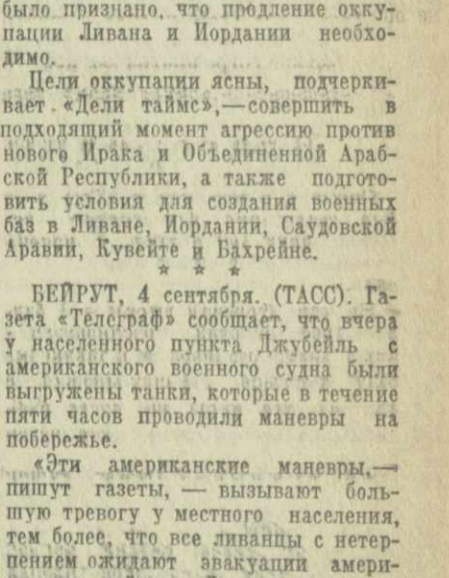 было признано, что продление окку-
пации Ливана и Иордании необхо-
димо.
Цели оккупации ясны, подчерки-
вает «Дели таймс»,—совершить в
подходящий момент агрессию против
нового Ирака и Объединенной Араб-
ской Республики, а также подгото-
вить условия для создания военных
баз в Ливане, Иордании, Саудовской
Аравии, Кувейте и Бахрейне.
* * *
БЕЙРУТ, 4 сентября. (ТАСС). Га-
зета «Телеграф» сообщает, что вчера
у населенного пункта Джубейль с
американского военного судна были
выгружены танки, которые в течение
пяти часов проводили маневры на
побережье.
«Эти американские маневры,—
пишут газеты, — вызывают боль-
шую тревогу у местного населения,
тем более, что все ливанцы с нетер-
пением ожидают эвакуации амери-